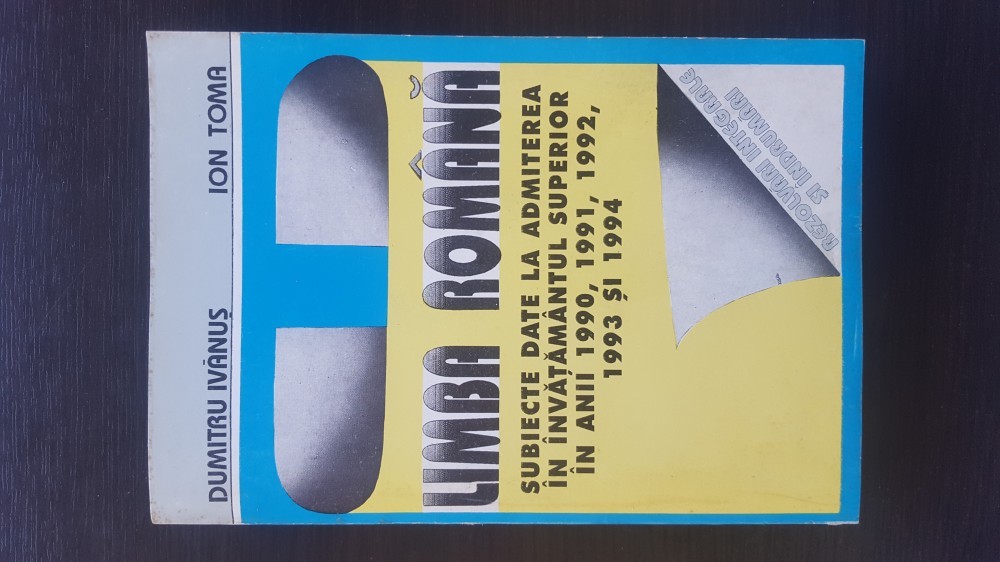 DUMITRU IVĂNUȘ ION TOMA
LIMBA ROMÂNĂ
SUBIECTE DATE LA ADMITEREA
ÎN ÎNVĂȚĂMÂNTUL SUPERIOR
ÎN ANII 1990, 1991, 1992,
1993 ȘI 1994
REZOLVĂRI INTEGRALE
ȘI ÎNDRUMĂRI